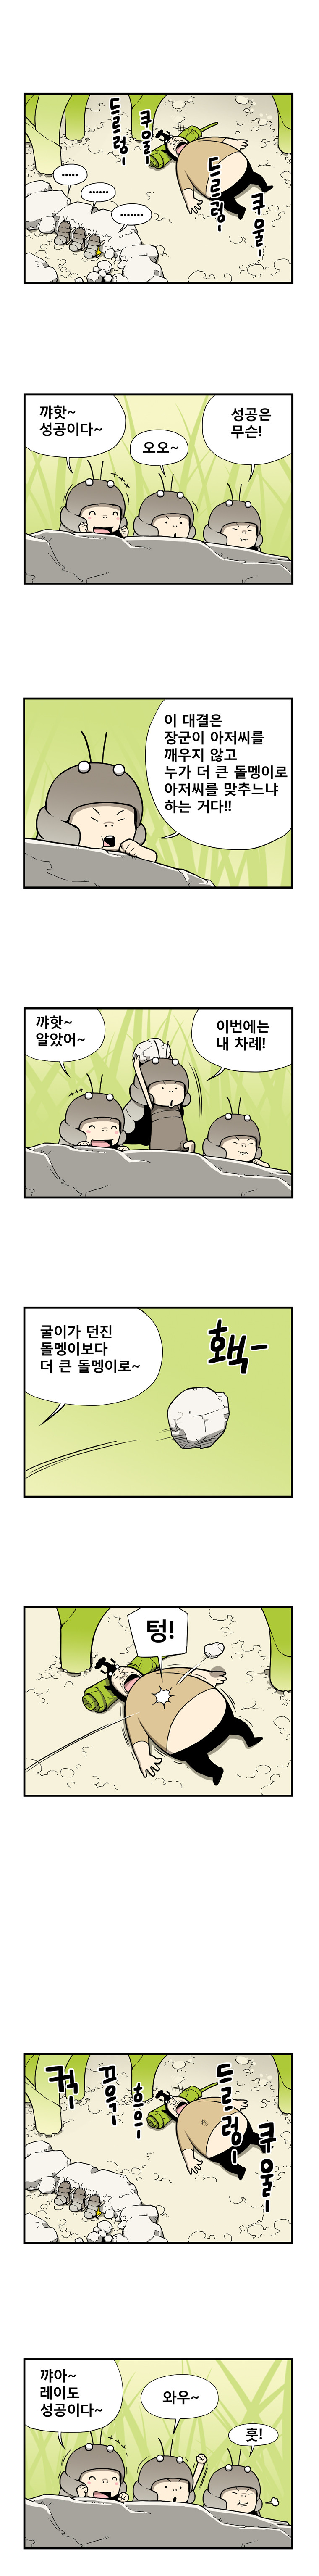 드르렁~
쿠울~
드르렁~
쿠울~
.....
......
.......
꺄핫~
성공이다~
오오~
성공은
무슨!
이 대결은
장군이 아저씨를
깨우지 않고
누가 더 큰 돌멩이로
아저씨를 맞추느냐
하는 거다!!
꺄핫~
알았어~
이번에는
내 차례!
굴이가 던진
돌멩이보다
더 큰 돌멩이로~
홱-
텅!
컥-
끄윽-
흐으-
드르렁~
쿠울~
꺄아~
레이도
성공이다~
와우~
훗!